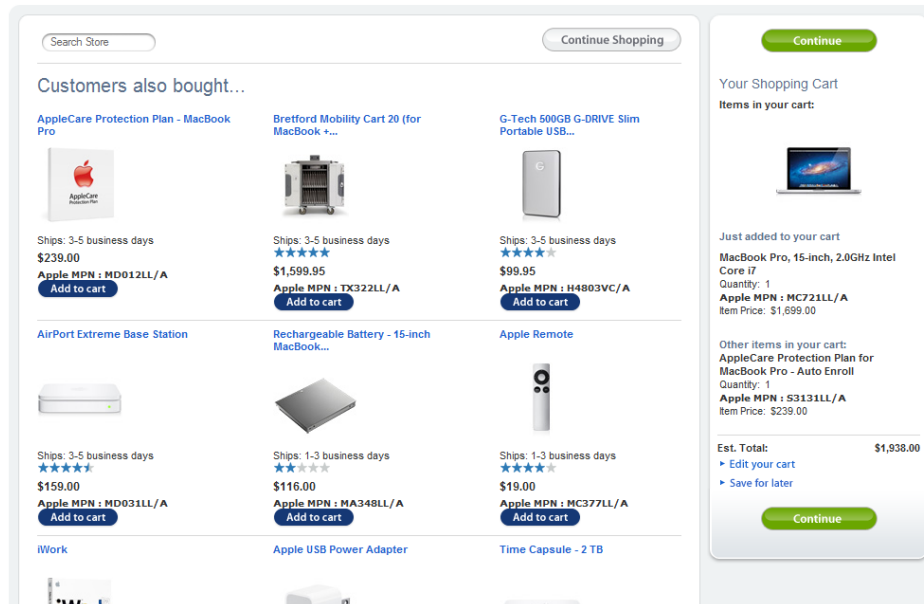 Search Store
Continue Shopping
Customers also bought...
AppleCare Protection Plan - MacBook
Pro
AppleCare
Protection Plan
Ships: 3-5 business days
$239.00
Apple MPN : MD012LL/A
Add to cart
Bretford Mobility Cart 20 (for
MacBook +...
Ships: 3-5 business days
$1,599.95
Apple MPN : TX322LL/A
Add to cart
G-Tech 500GB G-DRIVE Slim
Portable USB...
Ships: 3-5 business days
$99.95
Apple MPN : H4803VC/A
Add to cart
AirPort Extreme Base Station
Ships: 3-5 business days
$159.00
Apple MPN : MD031LL/A
Add to cart
Rechargeable Battery - 15-inch
MacBook...
Ships: 1-3 business days
$116.00
Apple MPN : MA348LL/A
Add to cart
Apple Remote
Ships: 1-3 business days
$19.00
Apple MPN : MC377LL/A
Add to cart
iWork
Apple USB Power Adapter
Time Capsule - 2 TB
Continue
Your Shopping Cart
Items in your cart:
Just added to your cart
MacBook Pro, 15-inch, 2.0GHz Intel
Core i7
Quantity: 1
Apple MPN : MC721LL/A
Item Price: $1,699.00
Other items in your cart:
AppleCare Protection Plan for
MacBook Pro - Auto Enroll
Quantity: 1
Apple MPN : S3131LL/A
Item Price: $239.00
Est. Total: $1,938.00
Edit your cart
Save for later
Continue